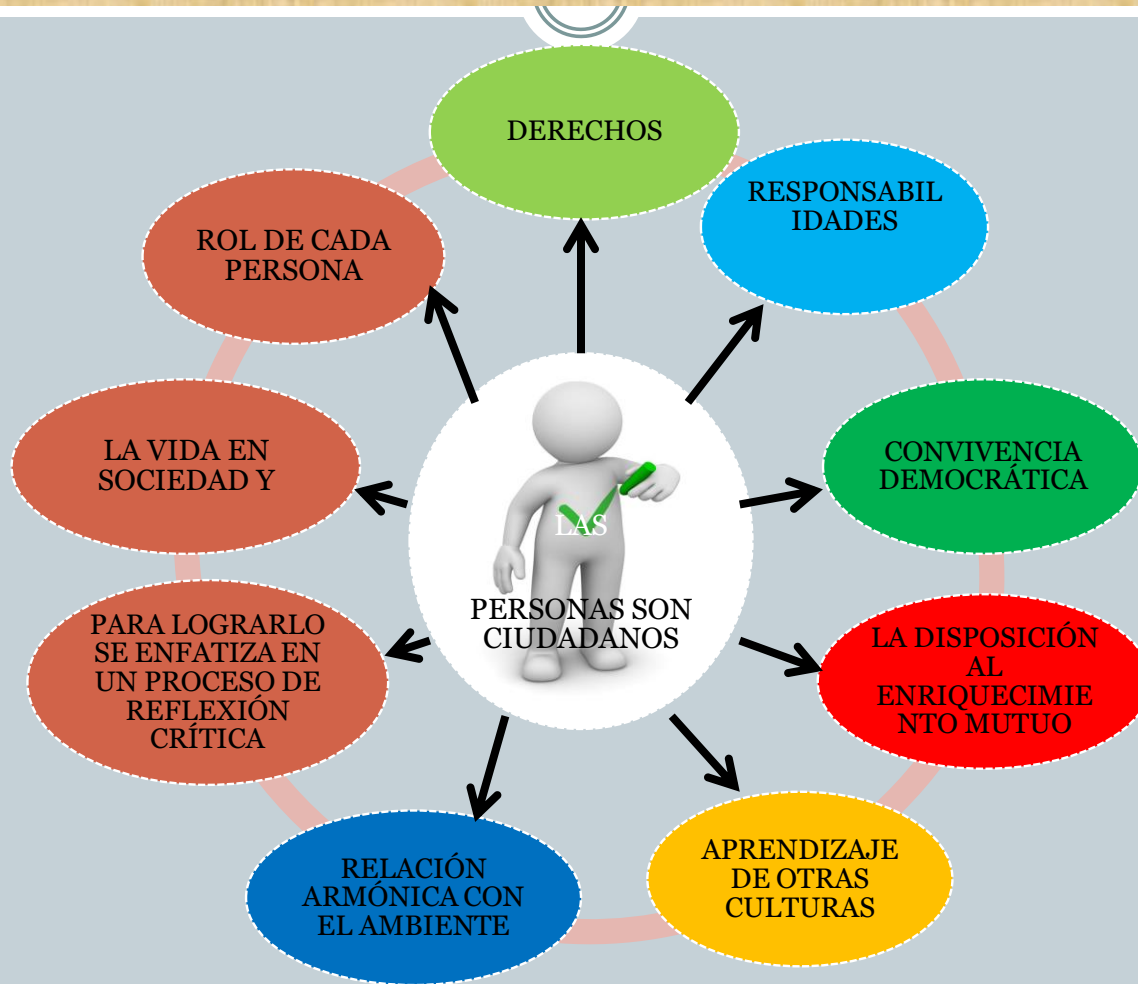 DERECHOS
RESPONSABIL
IDADES
CONVIVENCIA
DEMOCRÁTICA
LA DISPOSICIÓN
AL
ENRIQUECIMIE
NTO MUTUO
APRENDIZAJE
DE OTRAS
CULTURAS
RELACIÓN
ARMÓNICA CON
EL AMBIENTE
PARA LOGRARLO
SE ENFATIZA EN
UN PROCESO DE
REFLEXIÓN
CRÍTICA
LA VIDA EN
SOCIEDAD Y
ROL DE CADA
PERSONA
LAS
PERSONAS SON
CIUDADANOS